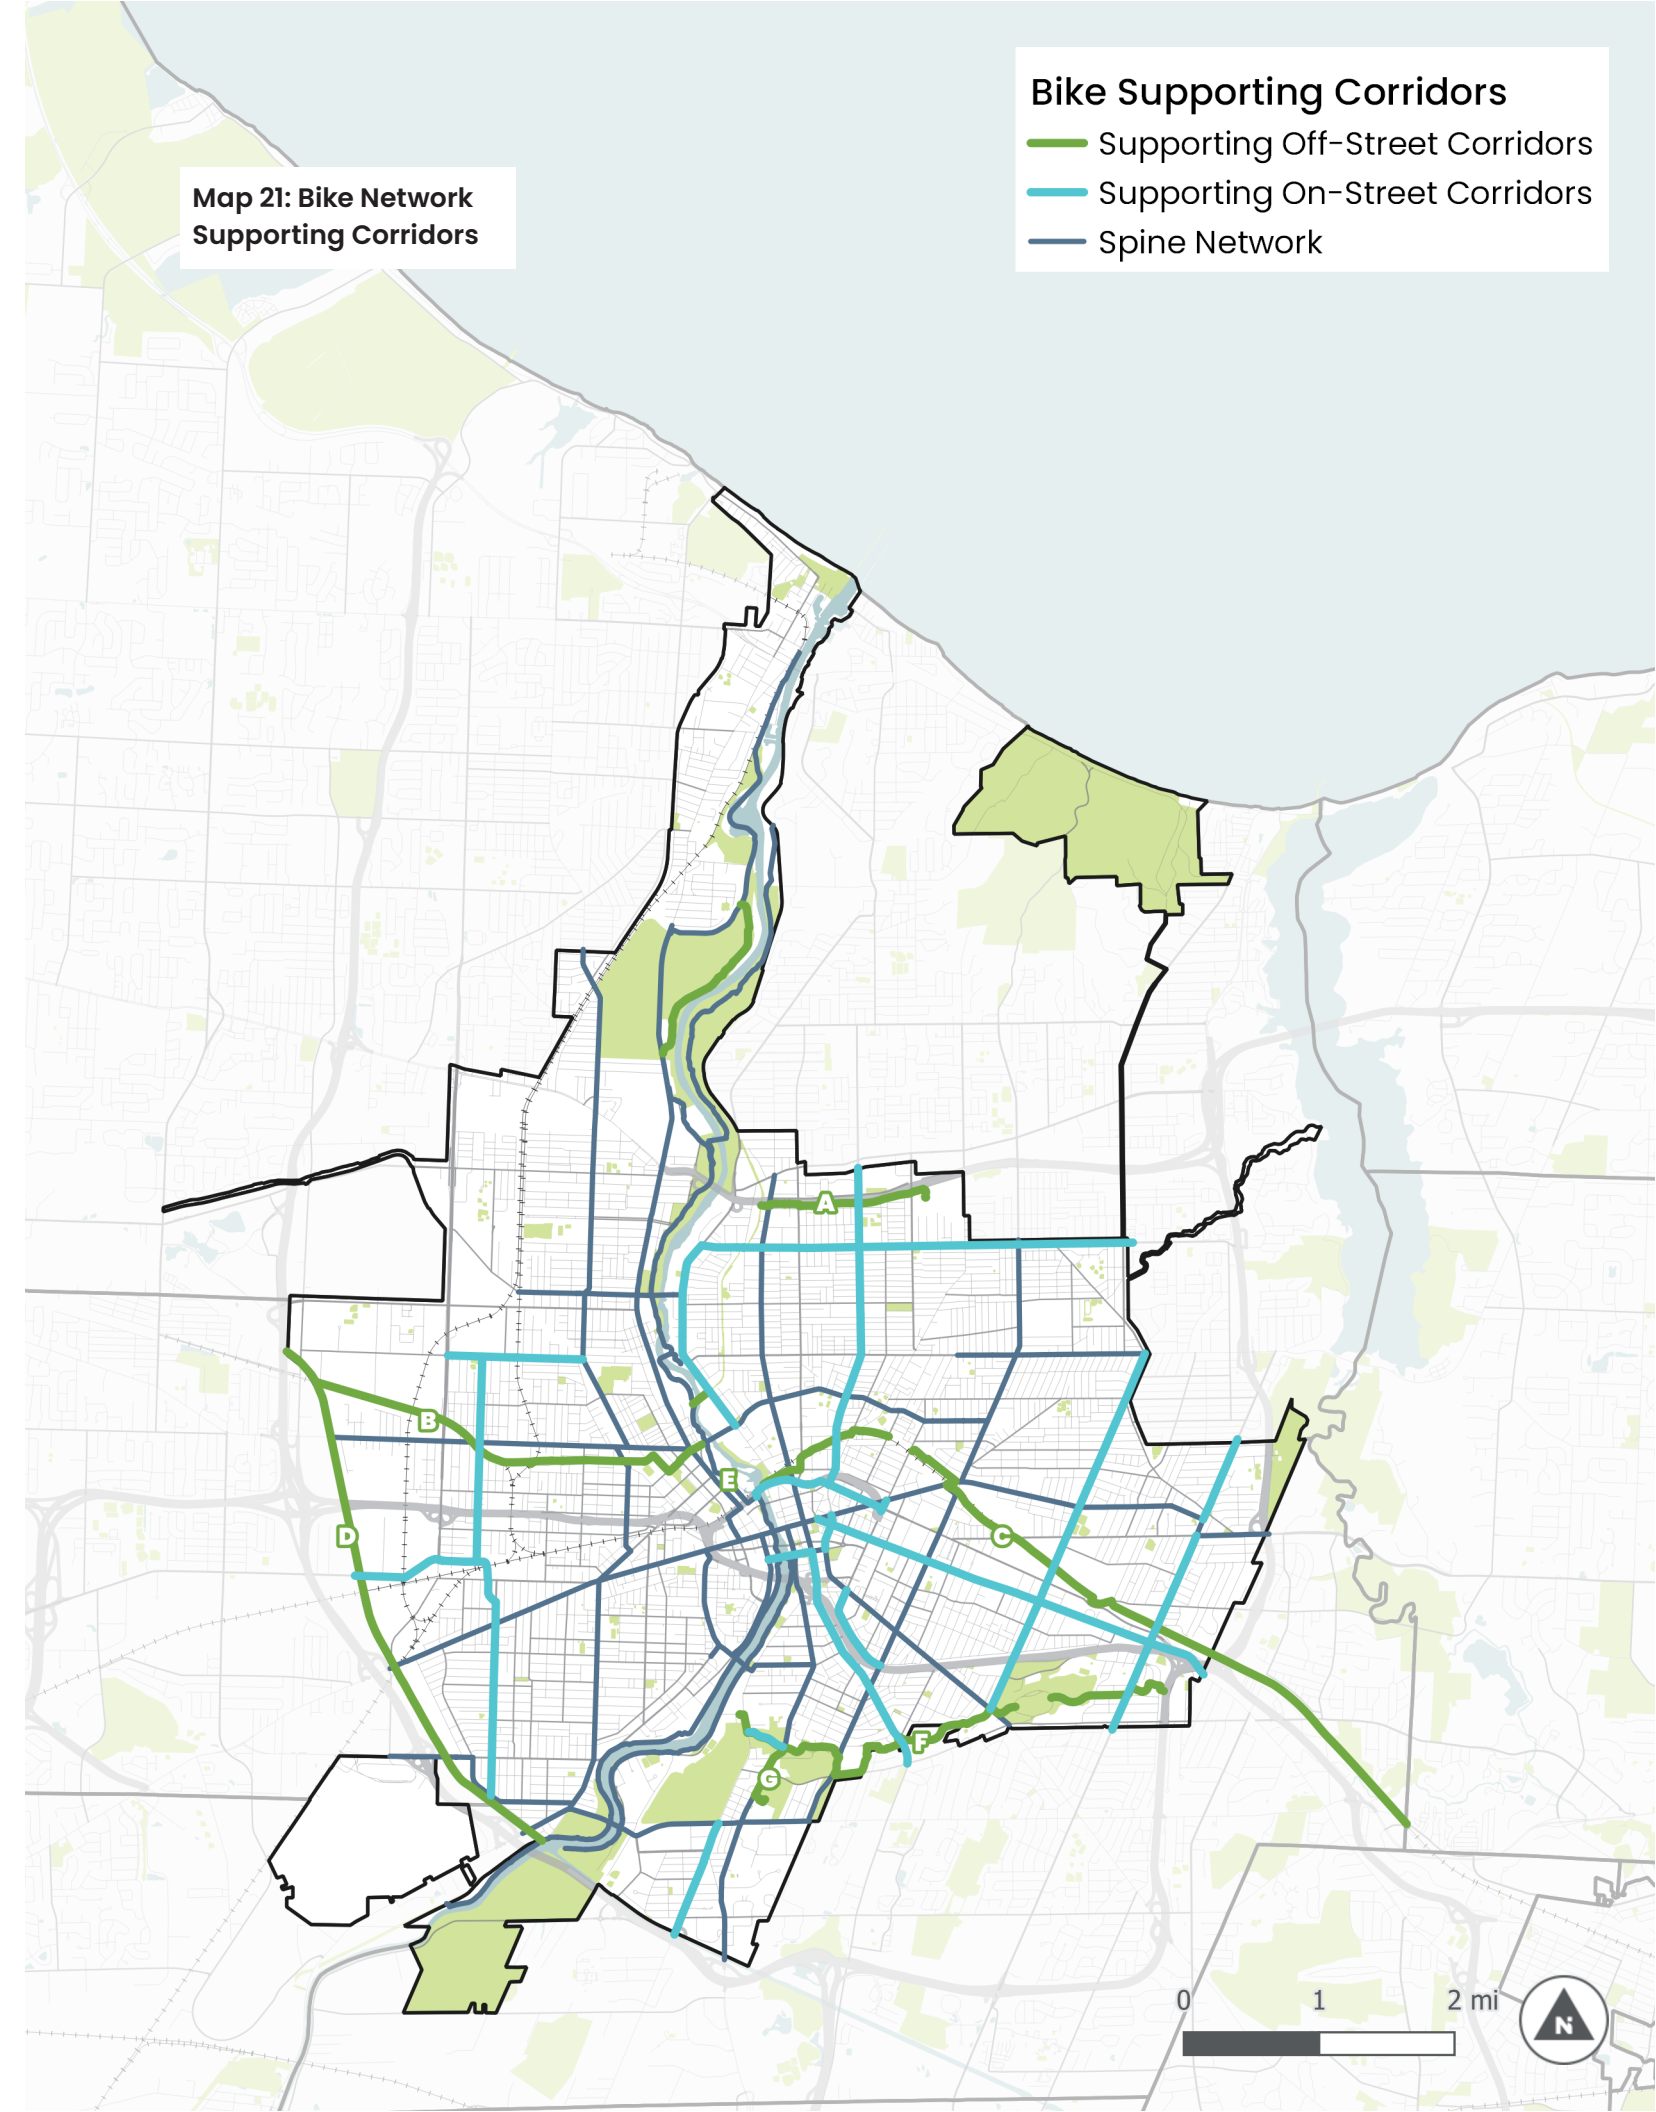 Bike Supporting Corridors
Supporting Off-Street Corridors
Supporting On-Street Corridors
Spine Network
Map 21: Bike Network
Supporting Corridors
A
B
E
D
C
F
G
0 1 2 mi
N